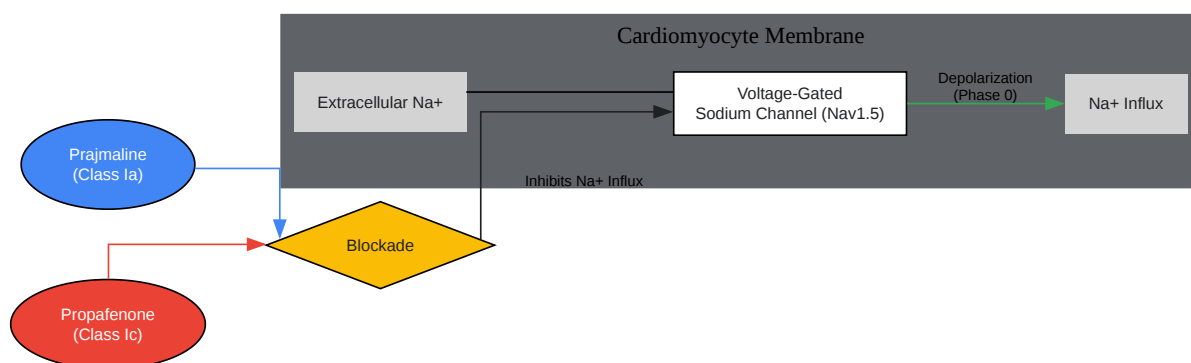 Cardiomyocyte Membrane
Extracellular Na+
Voltage-Gated
Sodium Channel (Nav1.5)
Depolarization
(Phase 0)
Na+ Influx
Prajmaline
(Class Ia)
Inhibits Na+ Influx
Blockade
Propafenone
(Class Ic)